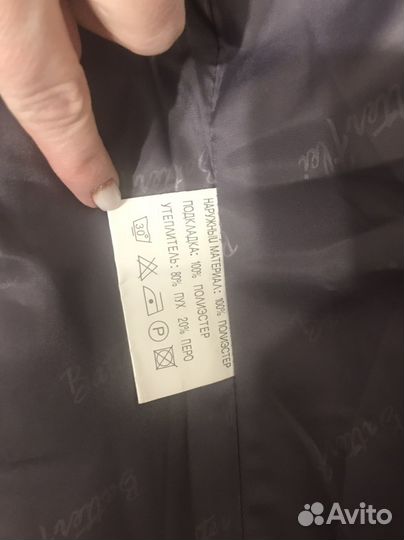 НАРУЖНЫЙ МАТЕРИАЛ: 100% ПОЛИЭСТЕР
ПОДКЛАДКА: 100% ПОЛИЭСТЕР
УТЕПЛИТЕЛЬ: 80% ПУХ 20% ПЕРО
30°
P
Avito